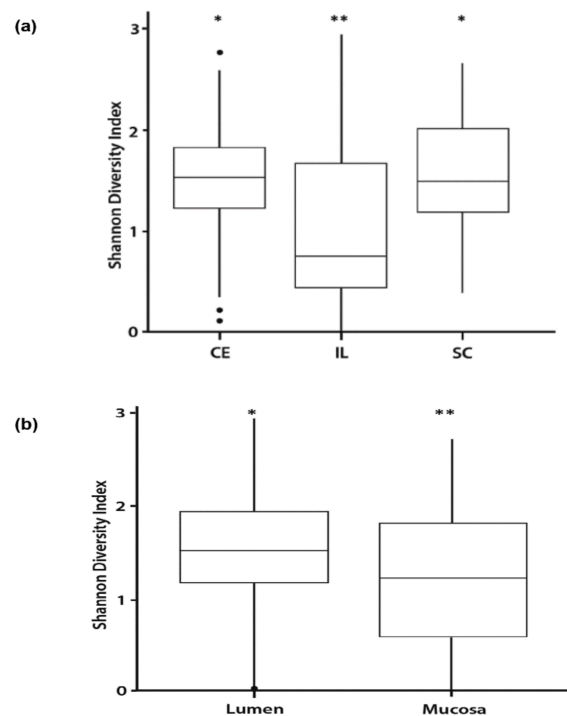 (a)
* ** *
3
2
1
0
Shannon Diversity Index
CE IL SC
(b)
* **
3
2
1
0
Shannon Diversity Index
Lumen Mucosa